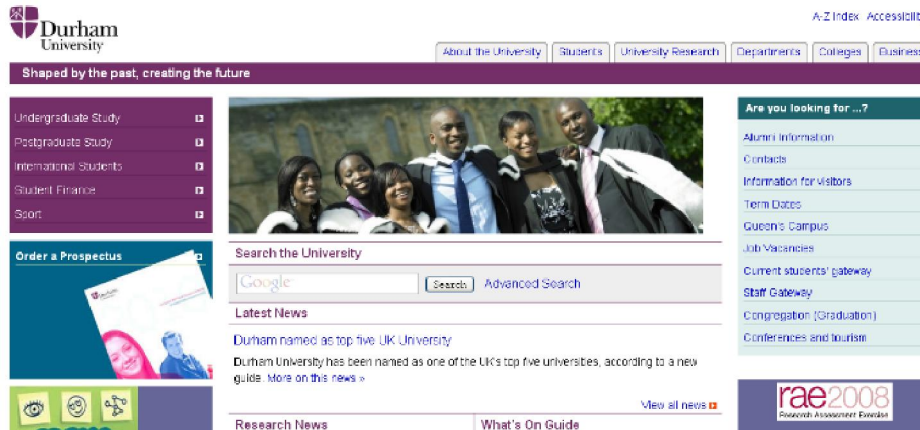 Durham
University
A-Z Index Accessibilit
About the University Students University Research Departments Colleges Business
Shaped by the past, creating the future
Undergraduate Study
Postgraduate Study
International Students
Student Finance
Sport
Order a Prospectus
Search the University
Google
Search Advanced Search
Latest News
Durham named as top five UK University
Durham University has been named as one of the UK's top five universities, according to a new
guide. More on this news »
View all news
Research News
What's On Guide
Are you looking for ...?
Alumni Information
Contacts
Information for visitors
Term Dates
Queen's Campus
Job Vacancies
Current students' gateway
Staff Gateway
Congregation (Graduation)
Conferences and tourism
rae2008
Research Assessment Exercise